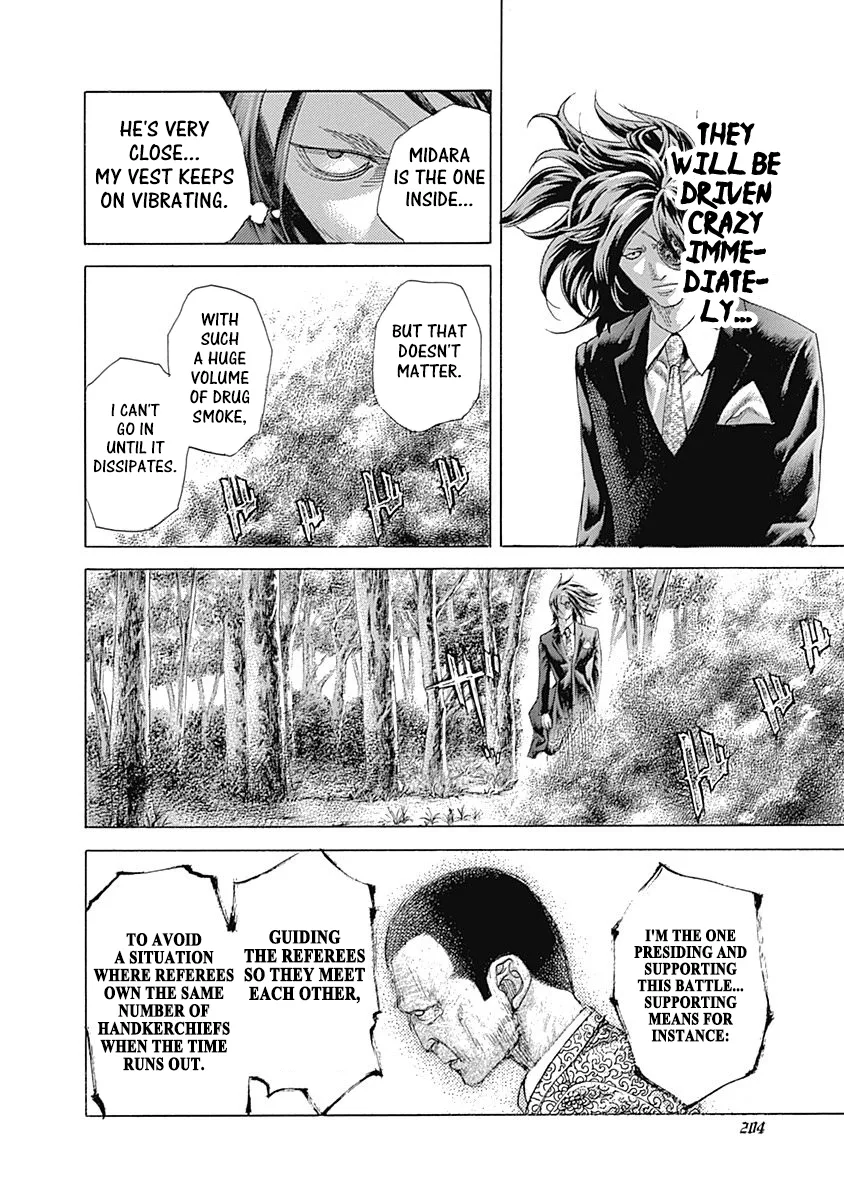 THEY
WILL BE
DRIVEN
CRAZY
IMME-
DIATE-
LY...
MIDARA
IS THE ONE
INSIDE...
HE'S VERY
CLOSE...
MY VEST KEEPS
ON VIBRATING.
BUT THAT
DOESN'T
MATTER.
WITH
SUCH
A HUGE
VOLUME
OF DRUG
SMOKE,
I CAN'T
GO IN
UNTIL IT
DISSIPATES.
I'M THE ONE
PRESIDING AND
SUPPORTING
THIS BATTLE...
SUPPORTING
MEANS FOR
INSTANCE:
GUIDING
THE REFEREES
SO THEY MEET
EACH OTHER,
TO AVOID
A SITUATION
WHERE REFEREES
OWN THE SAME
NUMBER OF
HANDKERCHIEFS
WHEN THE TIME
RUNS OUT.
204